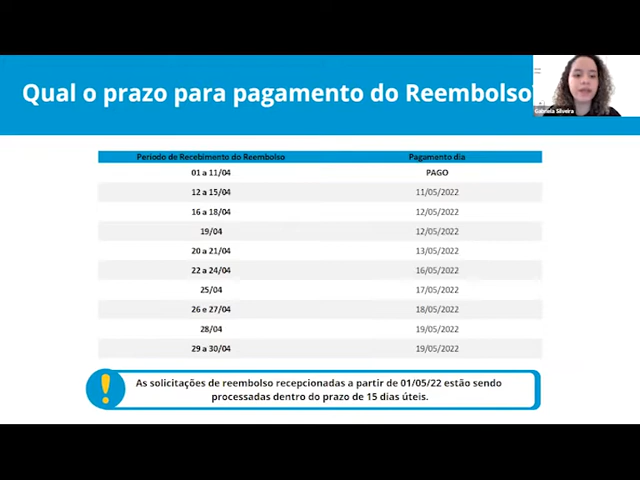 Qual o prazo para pagamento do Reembolso
Gabriela Silveira
Periodo de Recebimento do Reembolso Pagamanto dia
01 a 11/04 PAGO
12 a 15/04 11/05/2022
16 a 18/04 12/05/2022
19/04 12/05/2022
20 a 21/04 13/05/2022
22 a 24/04 16/05/2022
25/04 17/05/2022
26 e 27/04 18/05/2022
28/04 19/05/2022
29 a 30/04 19/05/2022
As solicitações de reembolso recepcionadas a partir de 01/05/22 estão sendo
processadas dentro do prazo de 15 dias úteis.